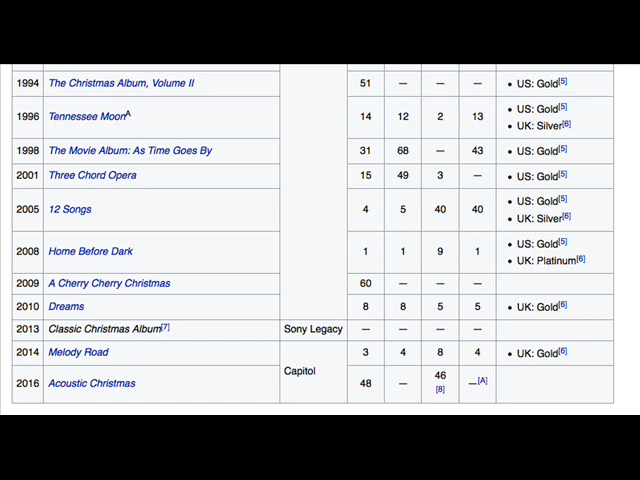 1994 The Christmas Album, Volume II 51 — — — • US: Gold[5]
1996 Tennessee MoonA 14 12 2 13 • US: Gold[5]
• UK: Silver[6]
1998 The Movie Album: As Time Goes By 31 68 — 43 • US: Gold[5]
2001 Three Chord Opera 15 49 3 — • US: Gold[5]
2005 12 Songs 4 5 40 40 • US: Gold[5]
• UK: Silver[6]
2008 Home Before Dark 1 1 9 1 • US: Gold[5]
• UK: Platinum[6]
2009 A Cherry Cherry Christmas 60 — — —
2010 Dreams 8 8 5 5 • UK: Gold[6]
2013 Classic Christmas Album[7] Sony Legacy — — — —
2014 Melody Road Capitol 3 4 8 4 • UK: Gold[6]
2016 Acoustic Christmas 48 — 46[8] —[A]